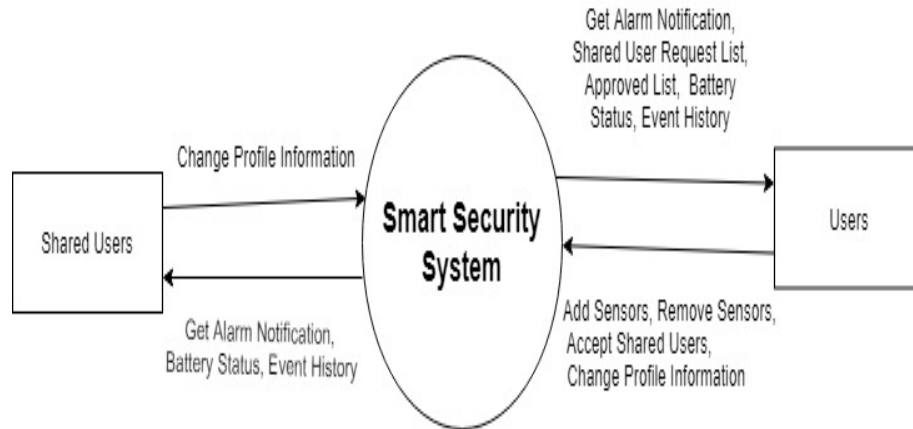 Get Alarm Notification,
Shared User Request List,
Approved List, Battery
Status, Event History
Change Profile Information
Shared Users
Smart Security
System
Users
Get Alarm Notification,
Battery Status, Event History
Add Sensors, Remove Sensors,
Accept Shared Users,
Change Profile Information